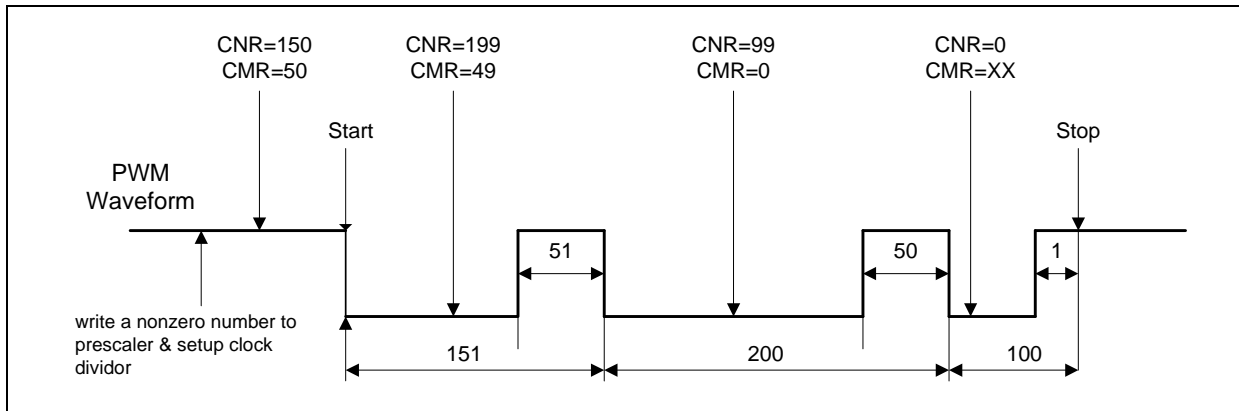 CNR=150
CMR=50
CNR=199
CMR=49
CNR=99
CMR=0
CNR=0
CMR=XX
Start
Stop
PWM
Waveform
51
50
1
write a nonzero number to
prescaler & setup clock
dividor
151
200
100